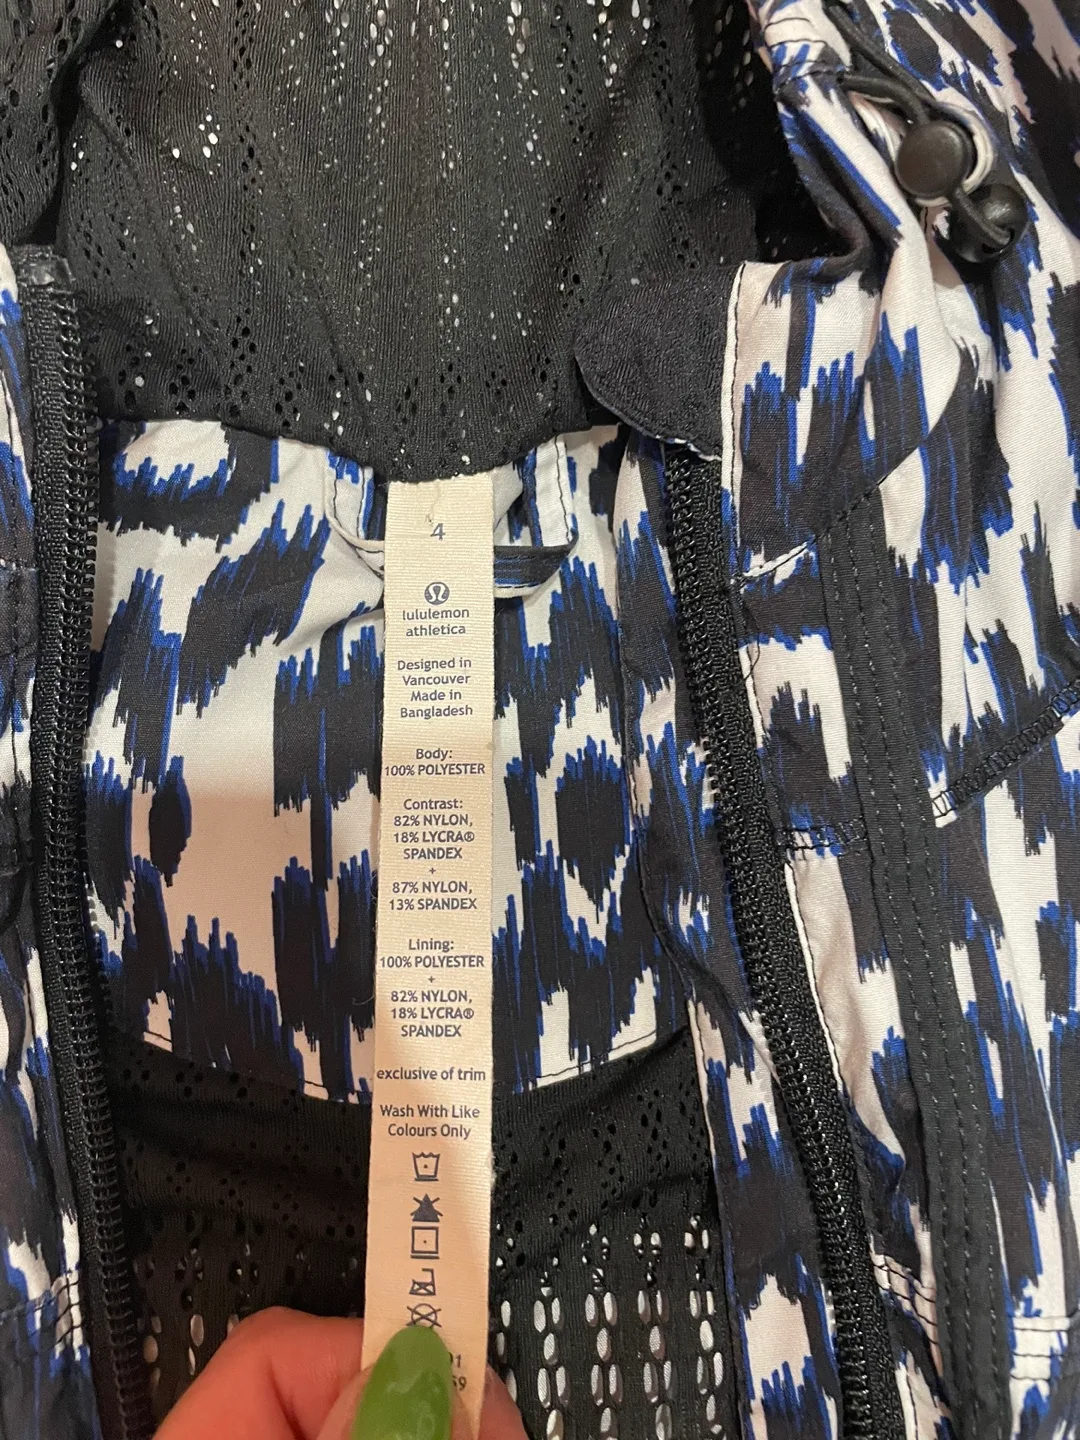 4
lululemon
athletica
Designed in
Vancouver
Made in
Bangladesh
Body:
100% POLYESTER
Contrast:
82% NYLON,
18% LYCRA®
SPANDEX
+
87% NYLON,
13% SPANDEX
Lining:
100% POLYESTER
+
82% NYLON,
18% LYCRA®
SPANDEX
exclusive of trim
Wash With Like
Colours Only